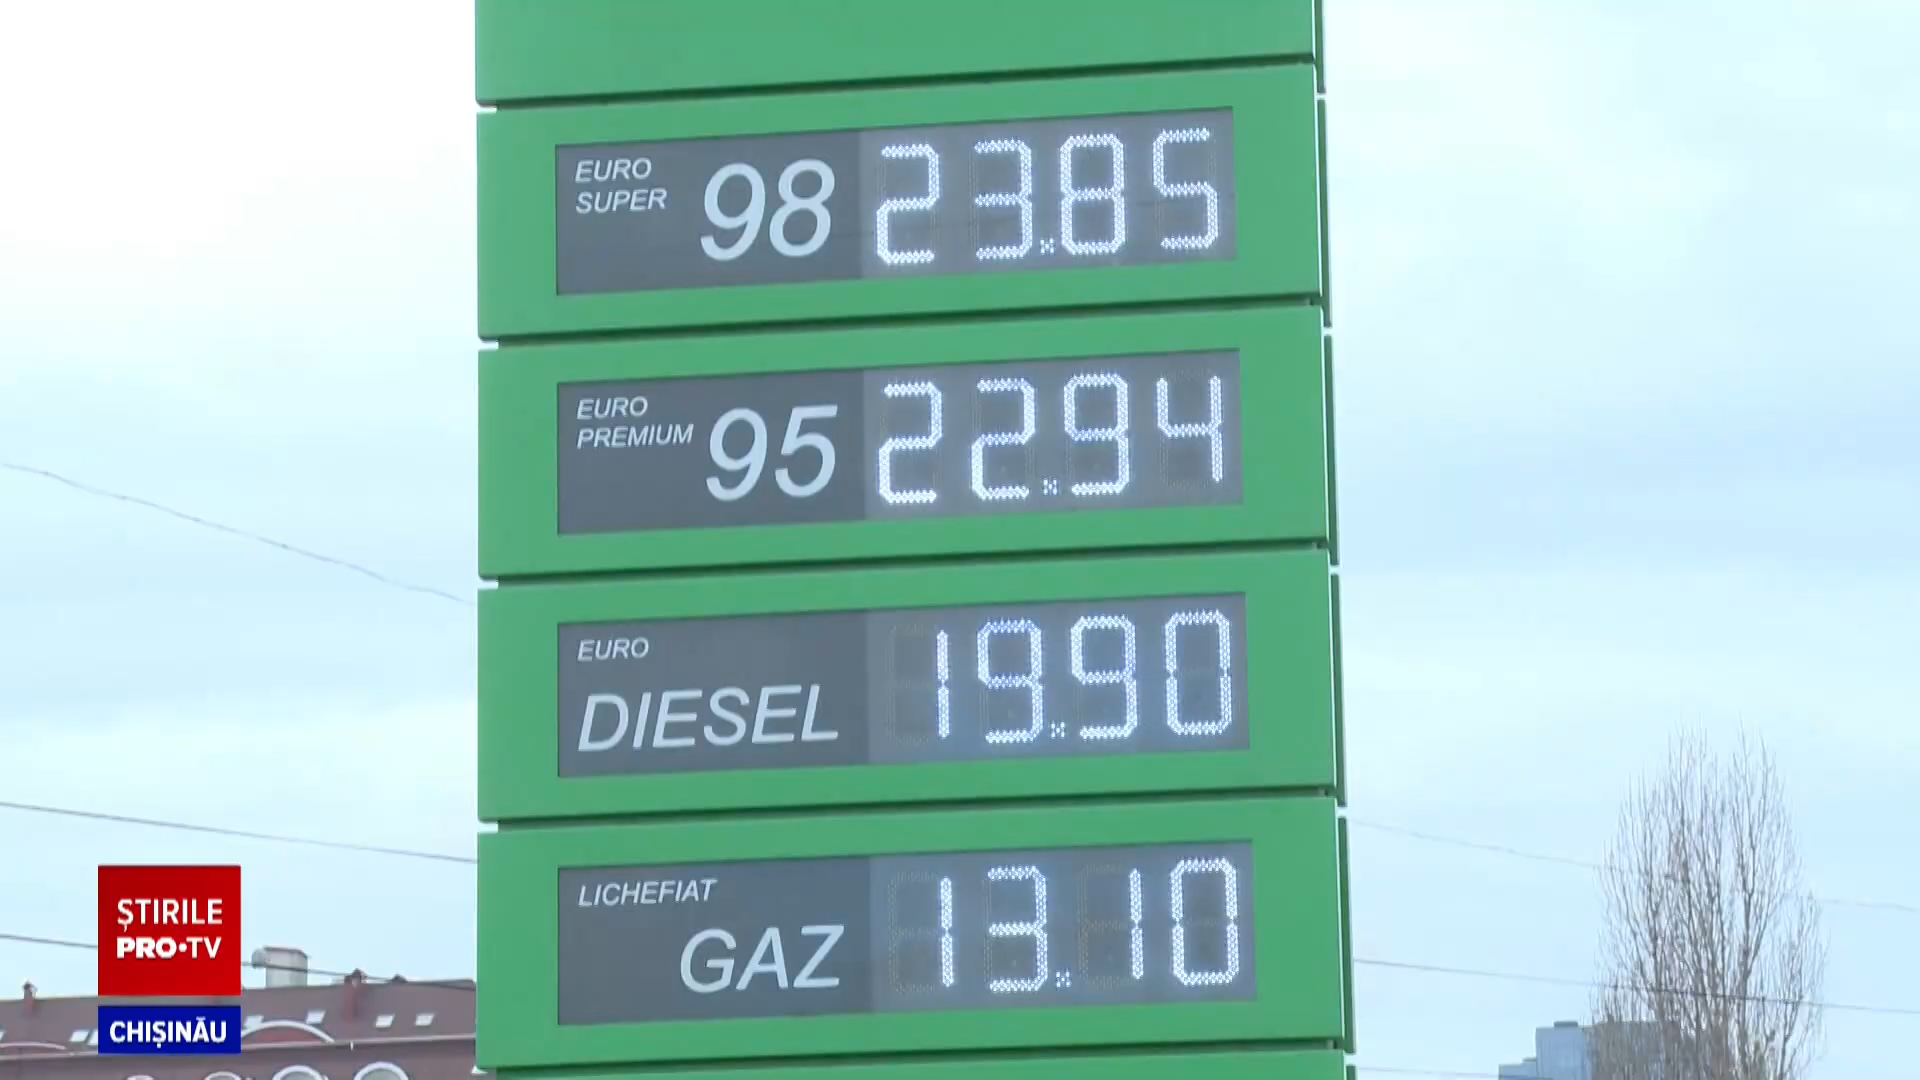 EURO
SUPER
98 23.85
EURO
PREMIUM
95 22.94
EURO
DIESEL 19.90
LICHEFIAT
GAZ 13.10
ȘTIRILE
PRO•TV
CHIȘINĂU